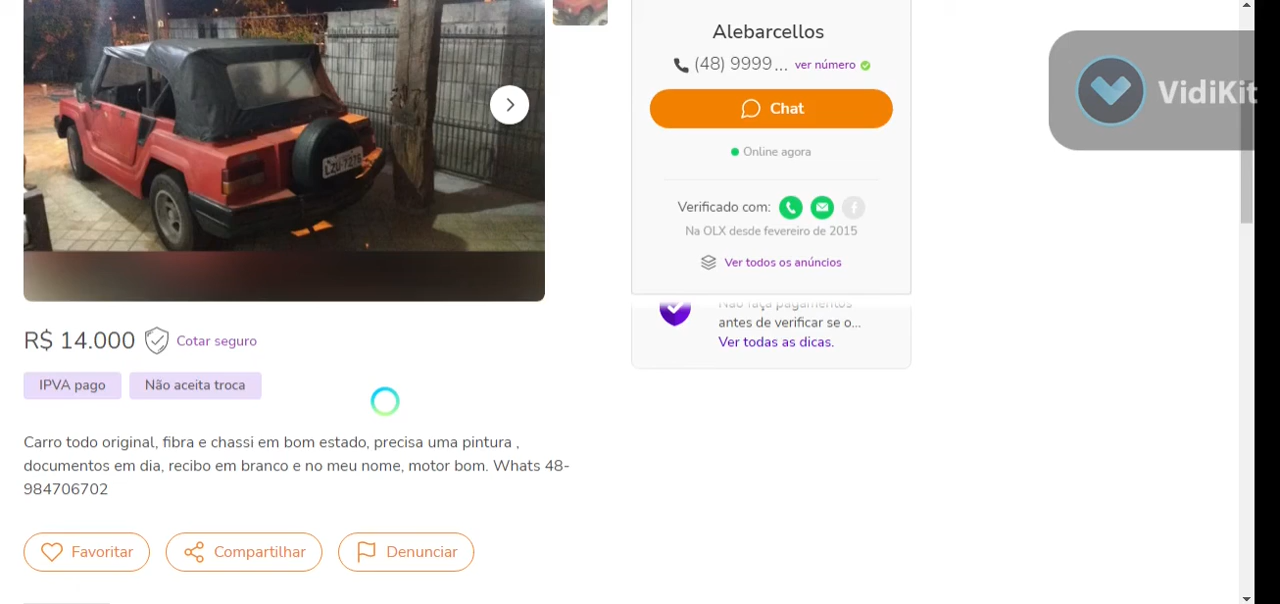 Alebarcellos
(48) 9999... ver número
Chat
Online agora
Verificado com:
Na OLX desde fevereiro de 2015
Ver todos os anúncios
Não faça pagamentos
antes de verificar se o...
Ver todas as dicas.
VidiKit
R$ 14.000 Cotar seguro
IPVA pago Não aceita troca
Carro todo original, fibra e chassi em bom estado, precisa uma pintura ,
documentos em dia, recibo em branco e no meu nome, motor bom. Whats 48-
984706702
Favoritar Compartilhar Denunciar